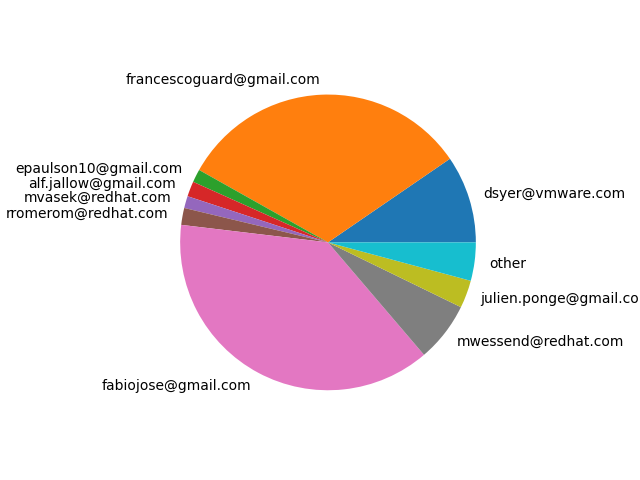 francescoguard@gmail.com
epaulson10@gmail.com
alf.jallow@gmail.com
mvasek@redhat.com
rromerom@redhat.com
dsyer@vmware.com
other
julien.ponge@gmail.co
mwessend@redhat.com
fabiojose@gmail.com